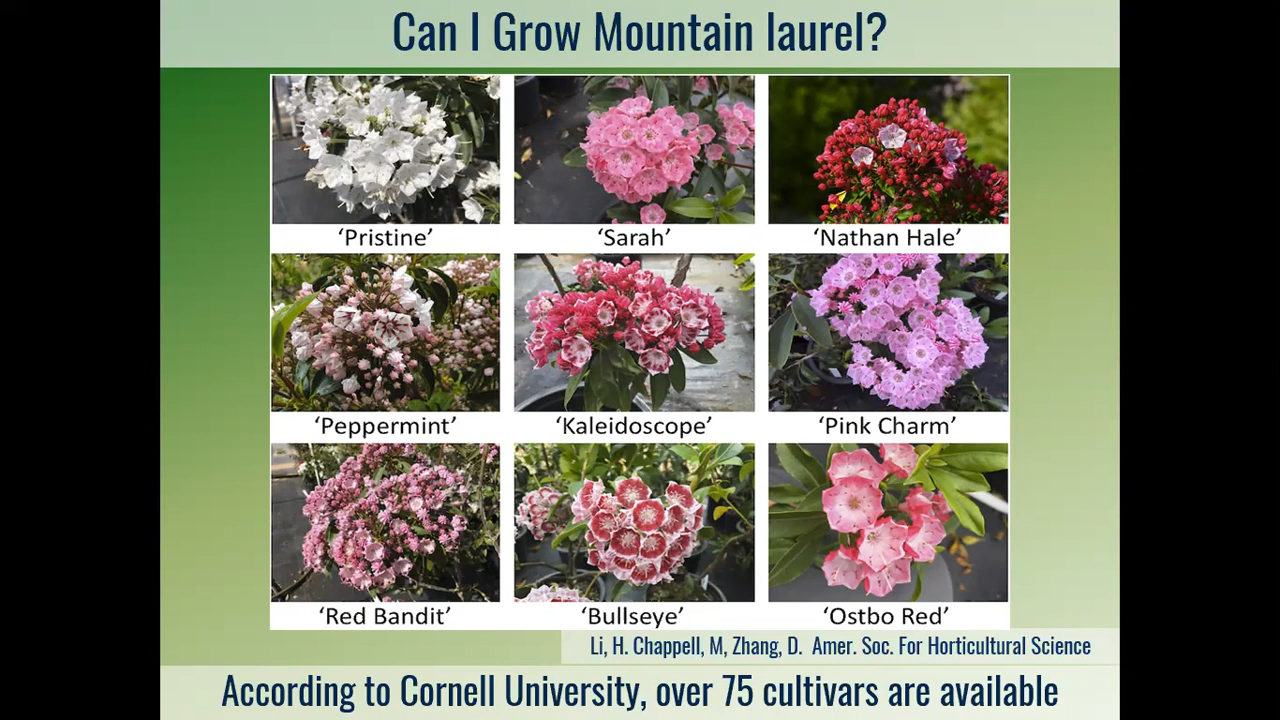 Can I Grow Mountain laurel?
‘Pristine’
‘Sarah’
‘Nathan Hale’
‘Peppermint’
‘Kaleidoscope’
‘Pink Charm’
‘Red Bandit’
‘Bullseye’
‘Ostbo Red’
Li, H. Chappell, M, Zhang, D. Amer. Soc. For Horticultural Science
According to Cornell University, over 75 cultivars are available